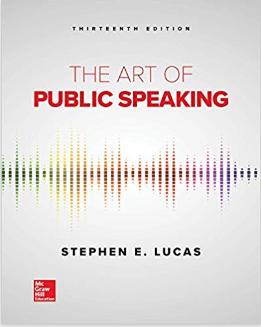 THIRTEENTH EDITION
THE ART OF
PUBLIC SPEAKING
STEPHEN E. LUCAS
Mc
Graw
Hill
Education